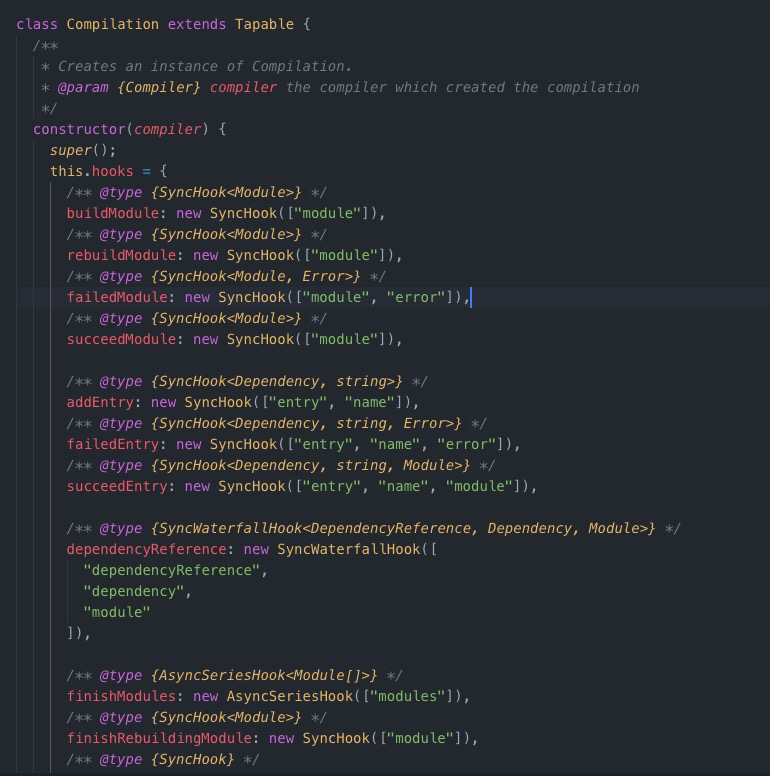 class Compilation extends Tapable {
/**
* Creates an instance of Compilation.
* @param {Compiler} compiler the compiler which created the compilation
*/
constructor(compiler) {
super();
this.hooks = {
/** @type {SyncHook<Module>} */
buildModule: new SyncHook(["module"]),
/** @type {SyncHook<Module>} */
rebuildModule: new SyncHook(["module"]),
/** @type {SyncHook<Module, Error>} */
failedModule: new SyncHook(["module", "error"]),
/** @type {SyncHook<Module>} */
succeedModule: new SyncHook(["module"]),
/** @type {SyncHook<Dependency, string>} */
addEntry: new SyncHook(["entry", "name"]),
/** @type {SyncHook<Dependency, string, Error>} */
failedEntry: new SyncHook(["entry", "name", "error"]),
/** @type {SyncHook<Dependency, string, Module>} */
succeedEntry: new SyncHook(["entry", "name", "module"]),
/** @type {SyncWaterfallHook<DependencyReference, Dependency, Module>} */
dependencyReference: new SyncWaterfallHook([
"dependencyReference",
"dependency",
"module"
]),
/** @type {AsyncSeriesHook<Module[]>} */
finishModules: new AsyncSeriesHook(["modules"]),
/** @type {SyncHook<Module>} */
finishRebuildingModule: new SyncHook(["module"]),
/** @type {SyncHook} */